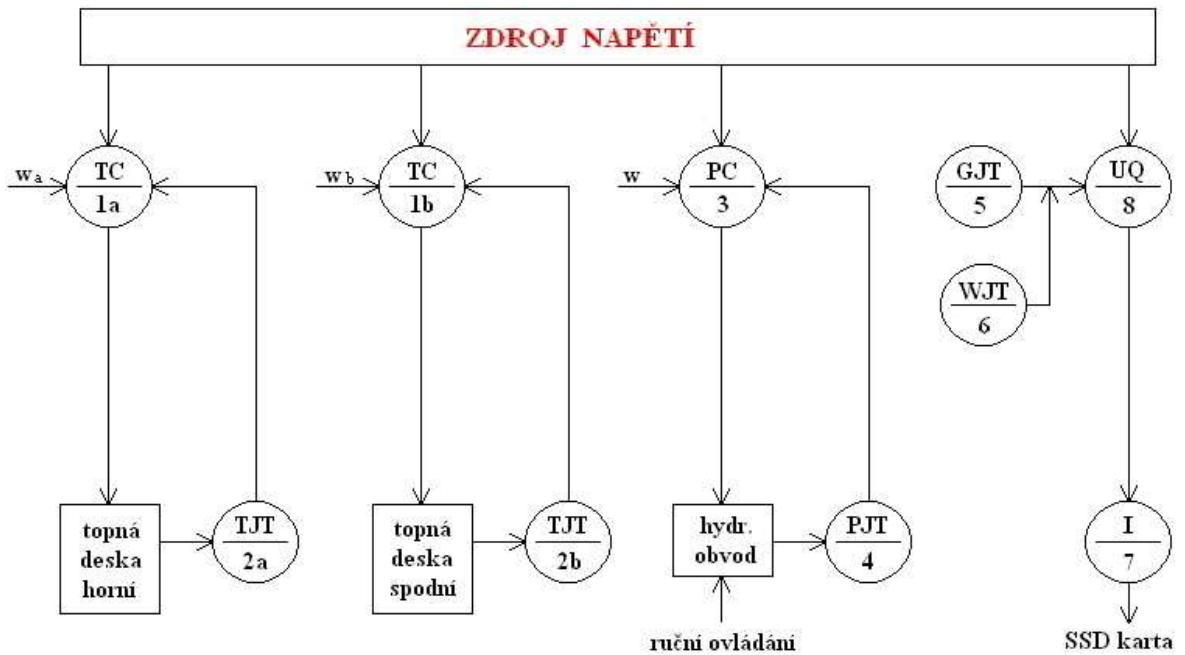 ZDROJ NAPĚTÍ
wa
TC
1a
wb
TC
1b
w
PC
3
GJT
5
UQ
8
WJT
6
topná
deska
horní
TJT
2a
topná
deska
spodní
TJT
2b
hydr.
obvod
PJT
4
I
7
ruční ovládání
SSD karta